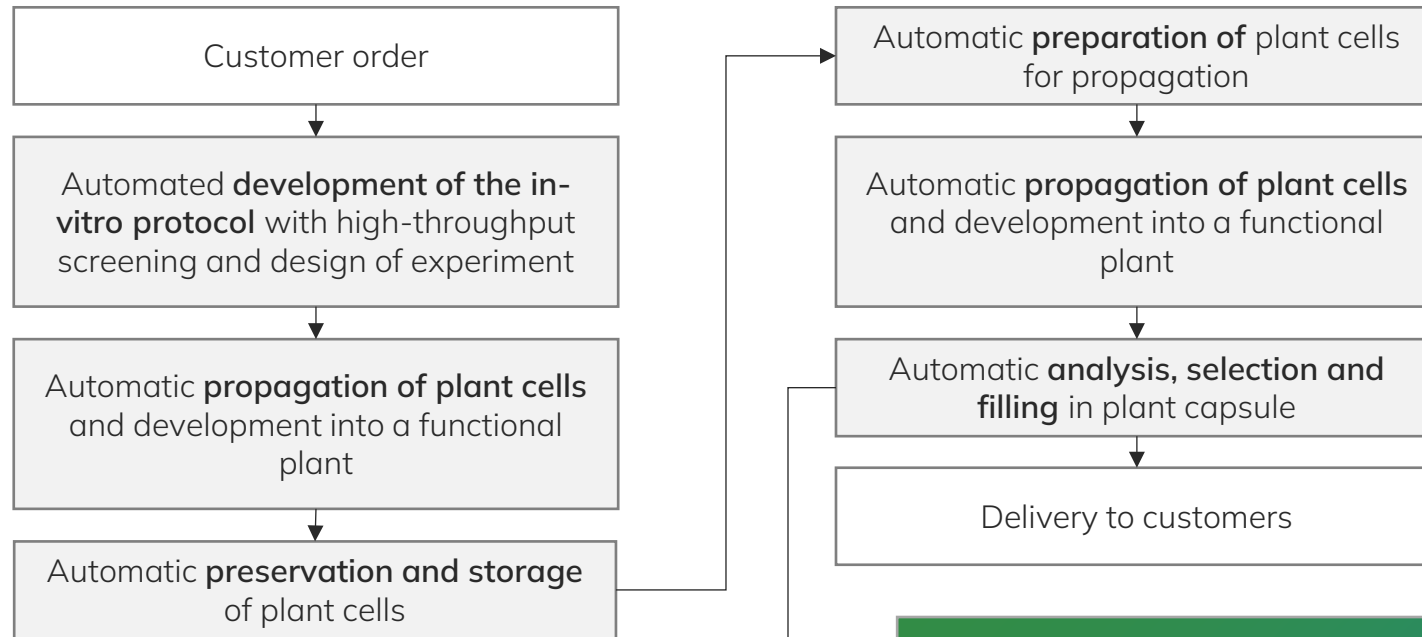 Customer order
Automated development of the in-
vitro protocol with high-throughput
screening and design of experiment
Automatic propagation of plant cells
and development into a functional
plant
Automatic preservation and storage
of plant cells
Automatic preparation of plant cells
for propagation
Automatic propagation of plant cells
and development into a functional
plant
Automatic analysis, selection and
filling in plant capsule
Delivery to customers